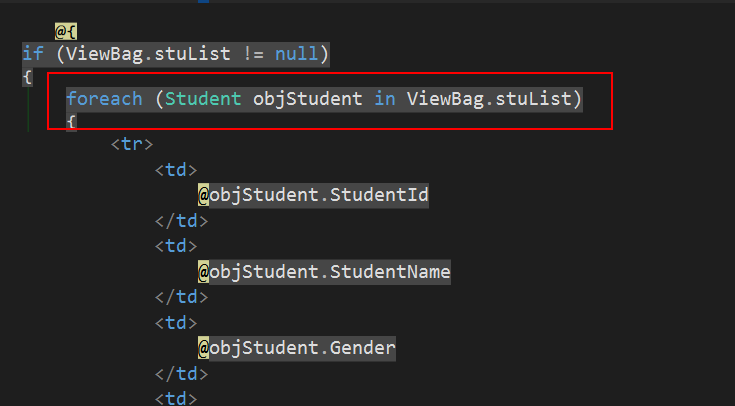 @{
if (ViewBag.stuList != null)
{
foreach (Student objStudent in ViewBag.stuList)
{
<tr>
<td>
@objStudent.StudentId
</td>
<td>
@objStudent.StudentName
</td>
<td>
@objStudent.Gender
</td>
<td>